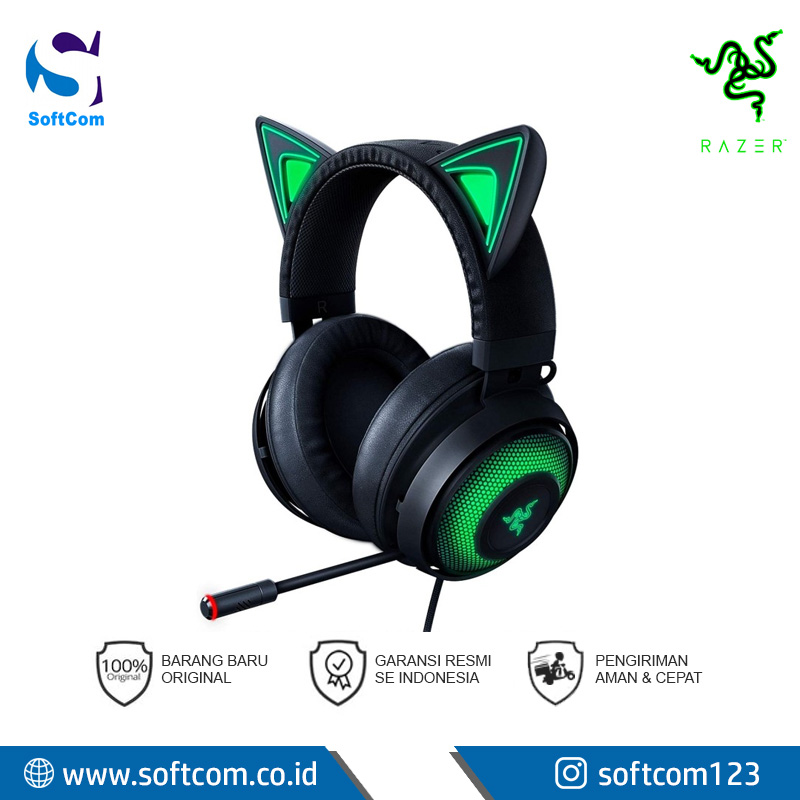 SoftCom
RAZER
R
100%
Original
BARANG BARU
ORIGINAL
GARANSI RESMI
SE INDONESIA
PENGIRIMAN
AMAN & CEPAT
www.softcom.co.id
softcom123